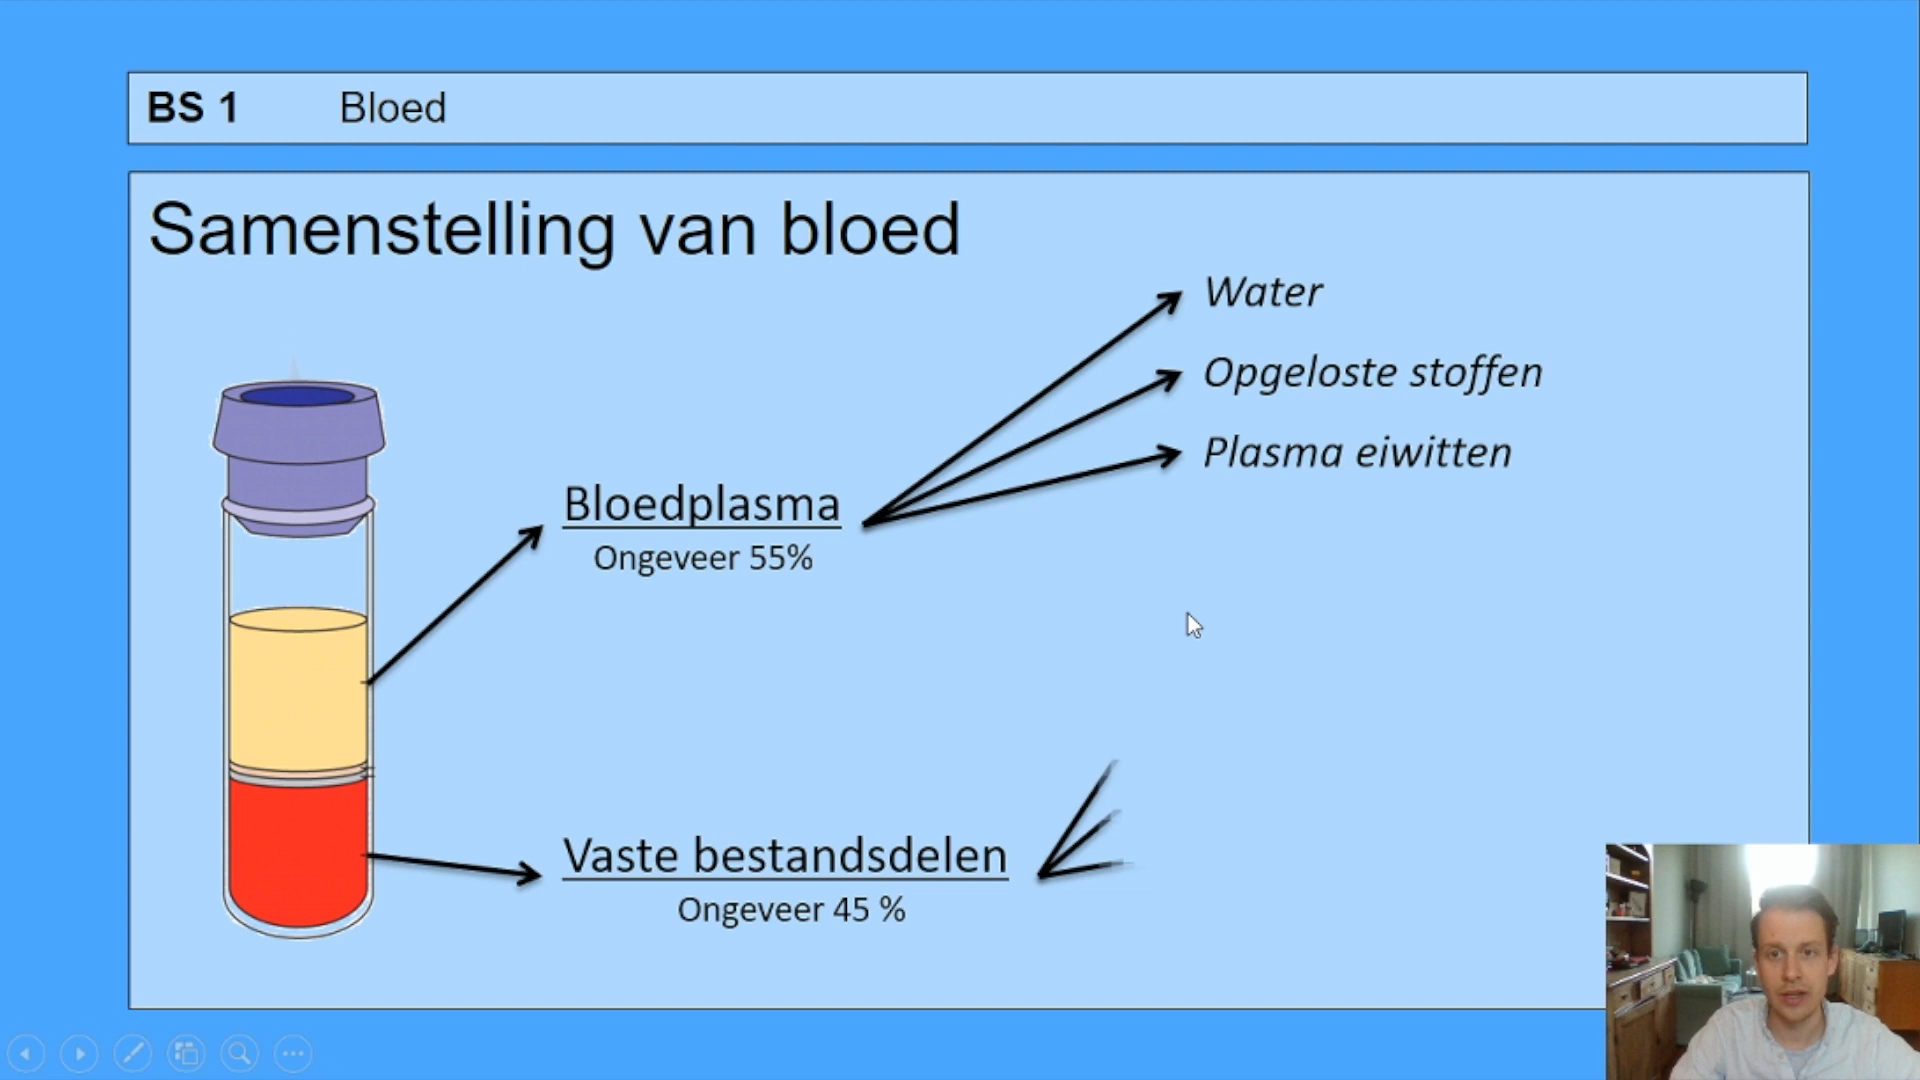 BS 1 Bloed
Samenstelling van bloed
Water
Opgeloste stoffen
Plasma eiwitten
Bloedplasma
Ongeveer 55%
Vaste bestandsdelen
Ongeveer 45 %